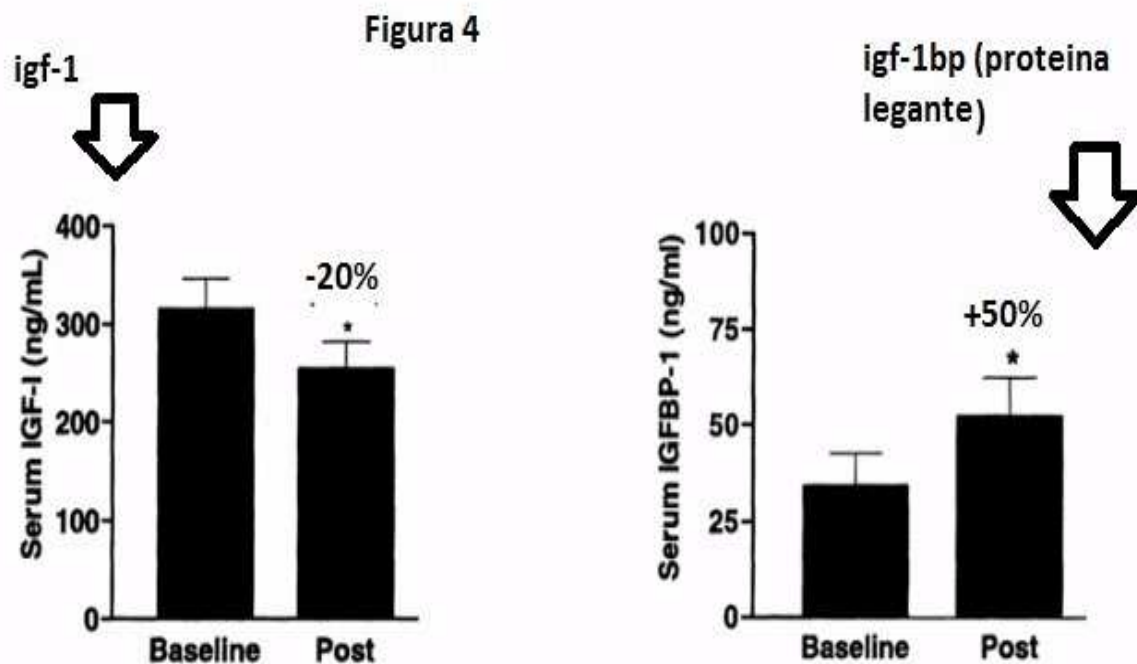 Figura 4
igf-1
igf-1bp (proteina
legante)
Serum IGF-I (ng/mL)
400
300
200
100
0
-20%
*
Baseline
Post
Serum IGFBP-1 (ng/ml)
100
75
50
25
0
+50%
*
Baseline
Post